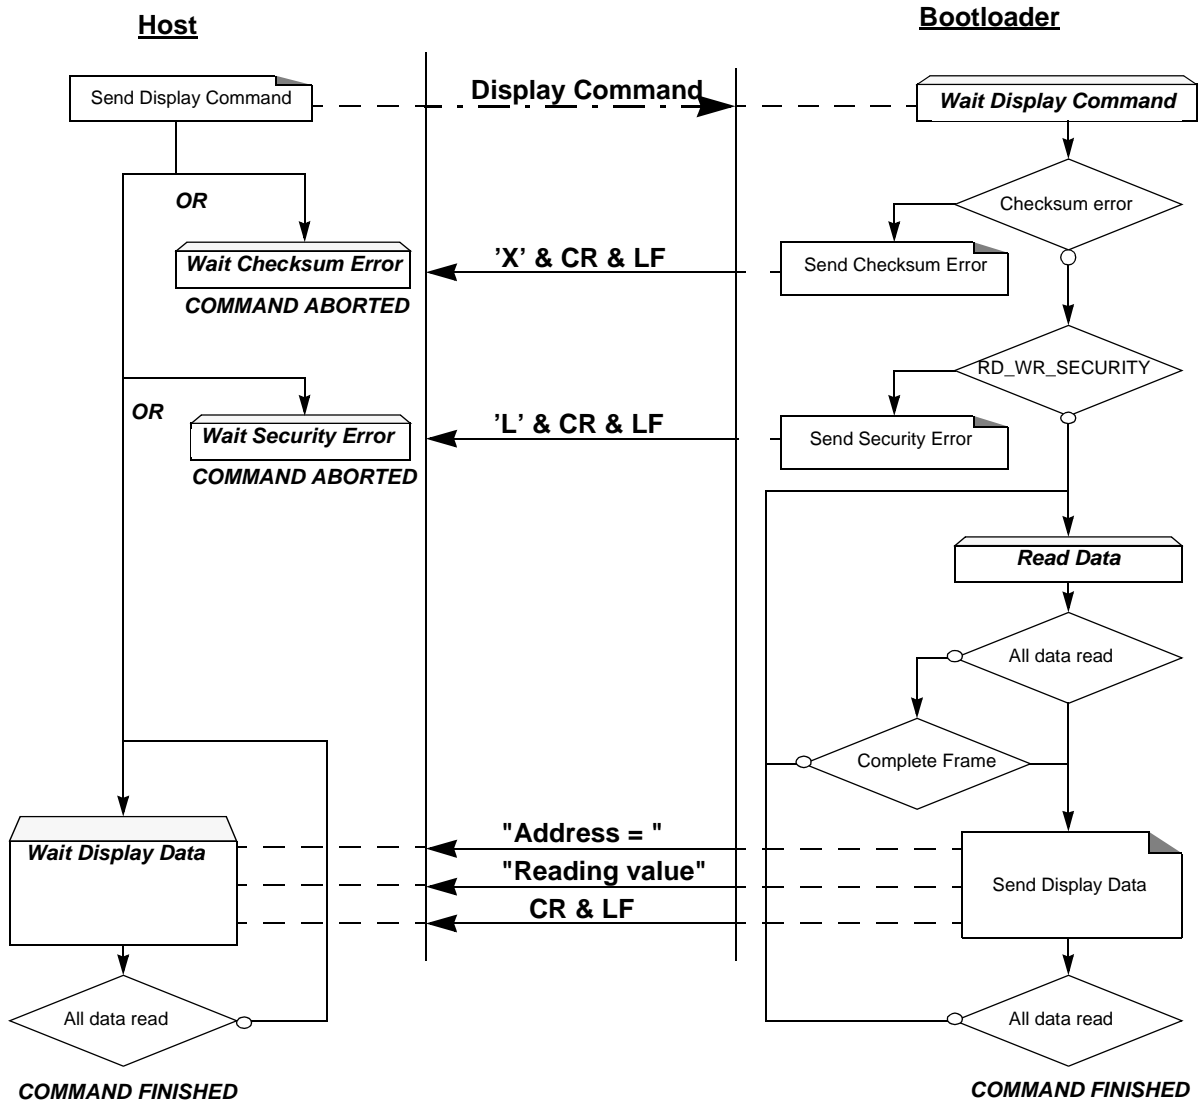 Host
Bootloader
Send Display Command
Display Command
Wait Display Command
OR
Checksum error
Wait Checksum Error
’X’ & CR & LF
Send Checksum Error
COMMAND ABORTED
RD_WR_SECURITY
OR
Wait Security Error
’L’ & CR & LF
Send Security Error
COMMAND ABORTED
Read Data
All data read
Complete Frame
"Address = "
Wait Display Data
"Reading value"
Send Display Data
CR & LF
All data read
All data read
COMMAND FINISHED
COMMAND FINISHED